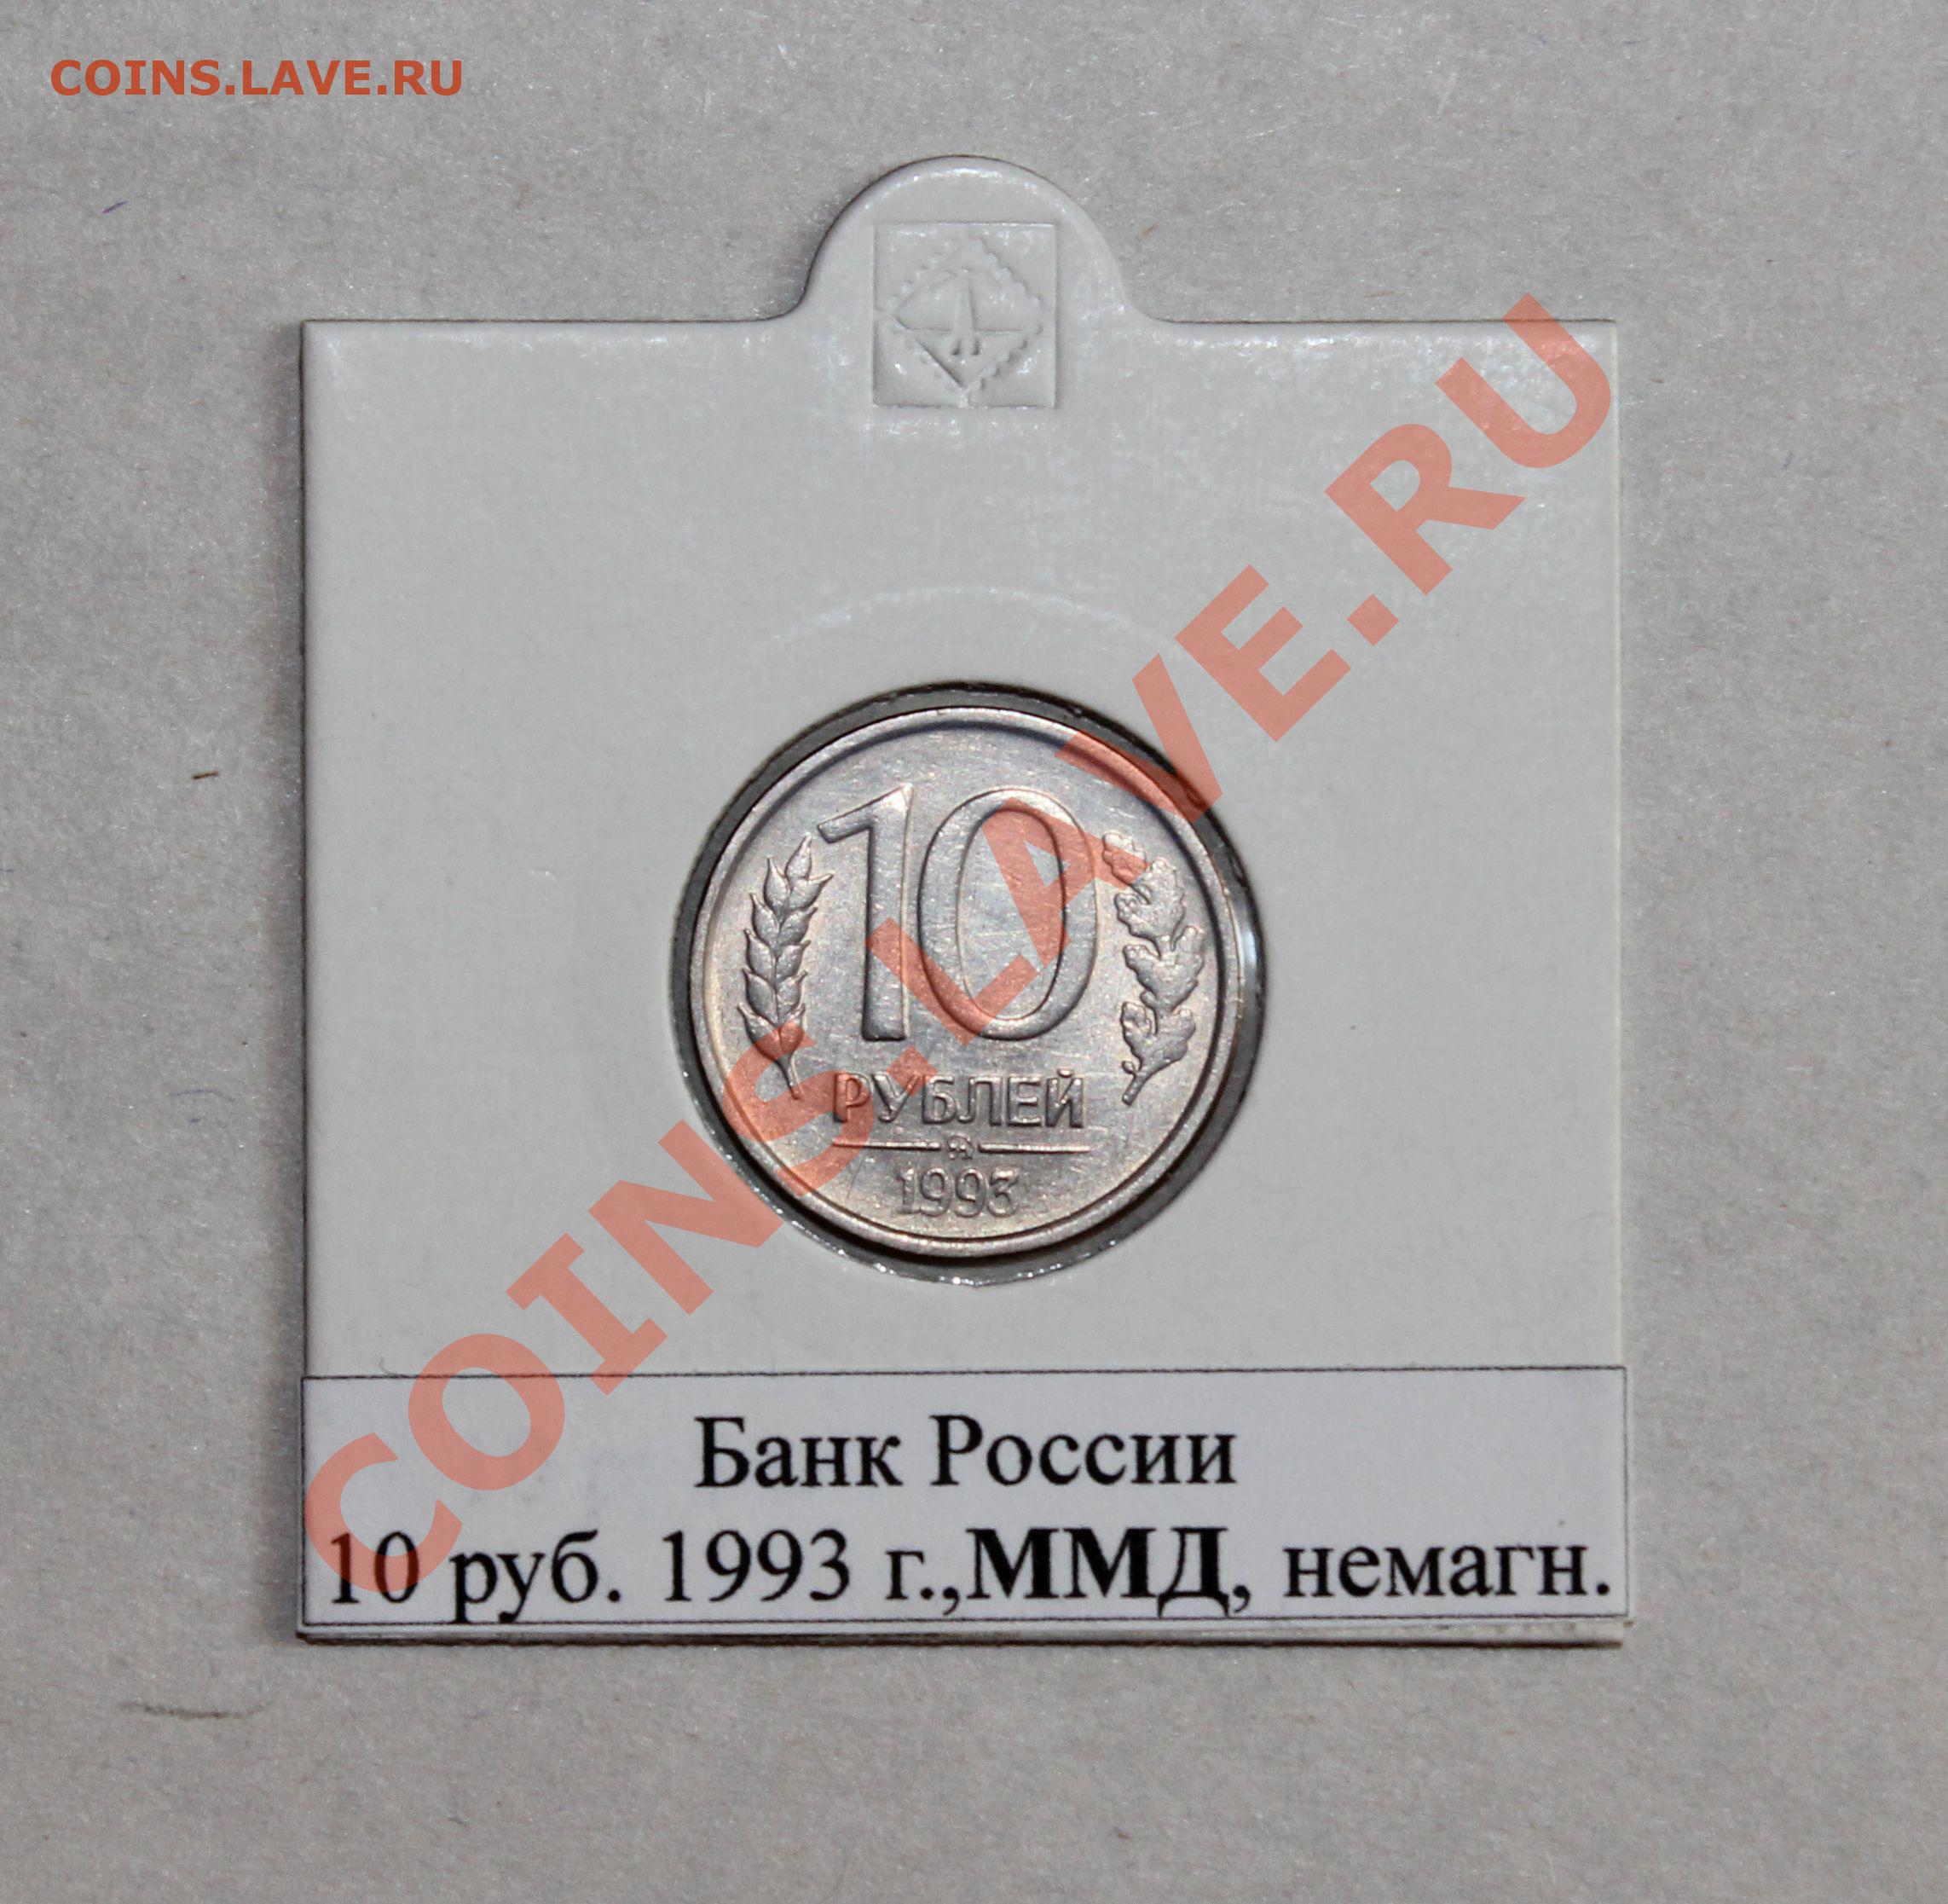 COINS.LAVE.RU
COINS.LAVE.RU
10
РУБЛЕЙ
1993
Банк России
10 руб. 1993 г.,ММД, немагн.